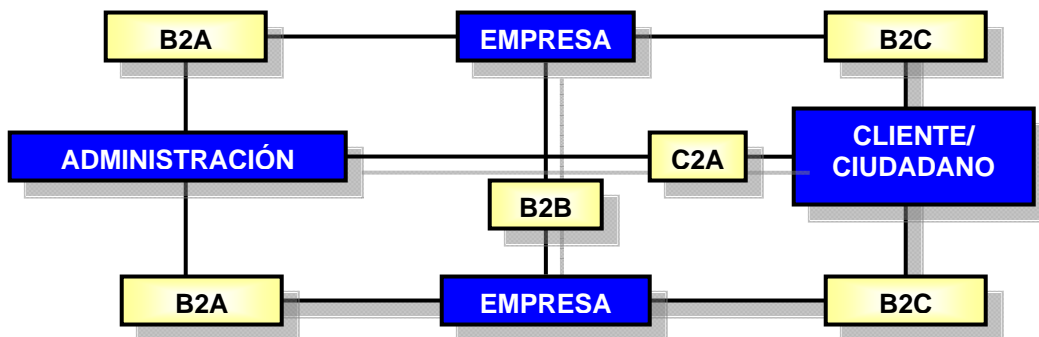 B2A
EMPRESA
B2C
ADMINISTRACIÓN
C2A
CLIENTE/
CIUDADANO
B2B
B2A
EMPRESA
B2C